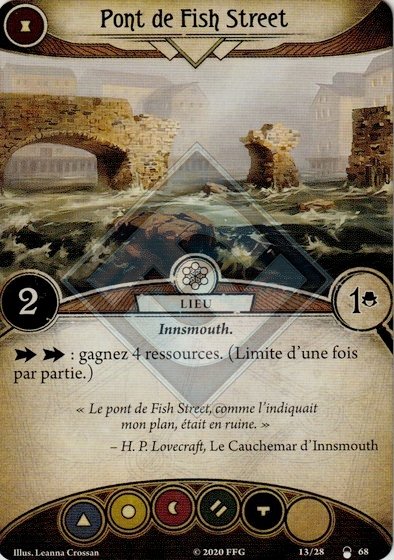 Pont de Fish Street
2
LIEU
1
Innsmouth.
: gagnez 4 ressources. (Limite d'une fois
par partie.)
« Le pont de Fish Street, comme l'indiquait
mon plan, était en ruine. »
– H. P. Lovecraft, Le Cauchemar d'Innsmouth
Illus. Leanna Crossan
© 2020 FFG
13/28
68